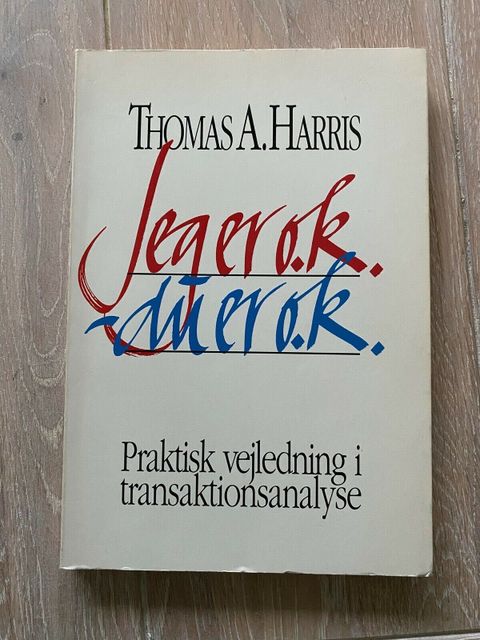 THOMAS A. HARRIS
Jeg er o.k.
-du er o.k.
Praktisk vejledning i
transaktionsanalyse